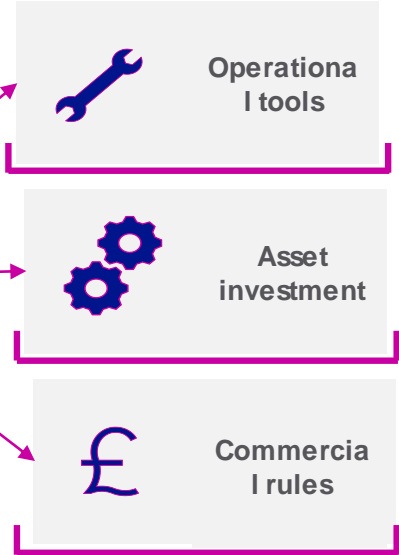 Operationa
l tools
Asset
investment
£
Commercia
l rules